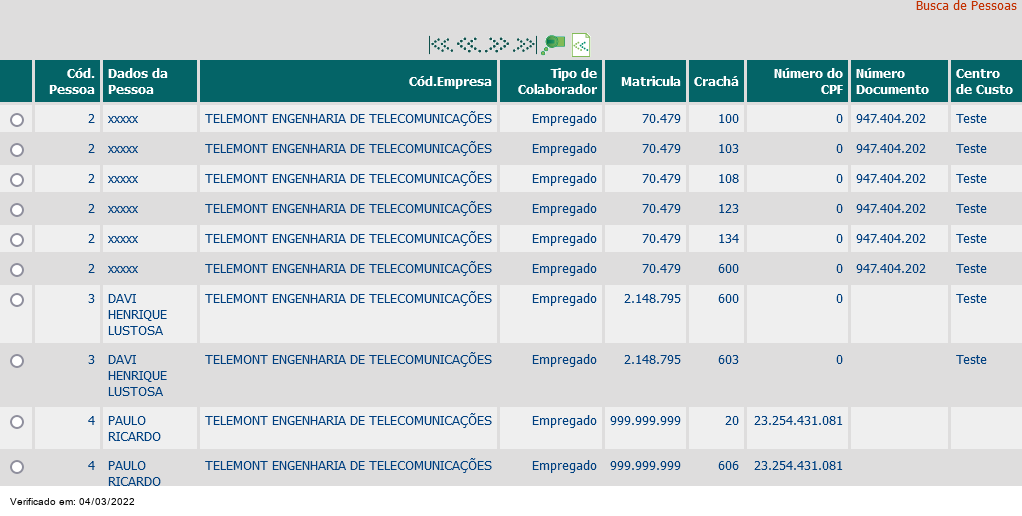 Busca de Pessoas
Cód. Pessoa Dados da Pessoa Cód.Empresa Tipo de Colaborador Matricula Crachá Número do CPF Número Documento Centro de Custo
2 xxxxx TELEMONT ENGENHARIA DE TELECOMUNICAÇÕES Empregado 70.479 100 0 947.404.202 Teste
2 xxxxx TELEMONT ENGENHARIA DE TELECOMUNICAÇÕES Empregado 70.479 103 0 947.404.202 Teste
2 xxxxx TELEMONT ENGENHARIA DE TELECOMUNICAÇÕES Empregado 70.479 108 0 947.404.202 Teste
2 xxxxx TELEMONT ENGENHARIA DE TELECOMUNICAÇÕES Empregado 70.479 123 0 947.404.202 Teste
2 xxxxx TELEMONT ENGENHARIA DE TELECOMUNICAÇÕES Empregado 70.479 134 0 947.404.202 Teste
2 xxxxx TELEMONT ENGENHARIA DE TELECOMUNICAÇÕES Empregado 70.479 600 0 947.404.202 Teste
3 DAVI HENRIQUE LUSTOSA TELEMONT ENGENHARIA DE TELECOMUNICAÇÕES Empregado 2.148.795 600 0 Teste
3 DAVI HENRIQUE LUSTOSA TELEMONT ENGENHARIA DE TELECOMUNICAÇÕES Empregado 2.148.795 603 0 Teste
4 PAULO RICARDO TELEMONT ENGENHARIA DE TELECOMUNICAÇÕES Empregado 999.999.999 20 23.254.431.081
4 PAULO RICARDO TELEMONT ENGENHARIA DE TELECOMUNICAÇÕES Empregado 999.999.999 606 23.254.431.081
Verificado em: 04/03/2022